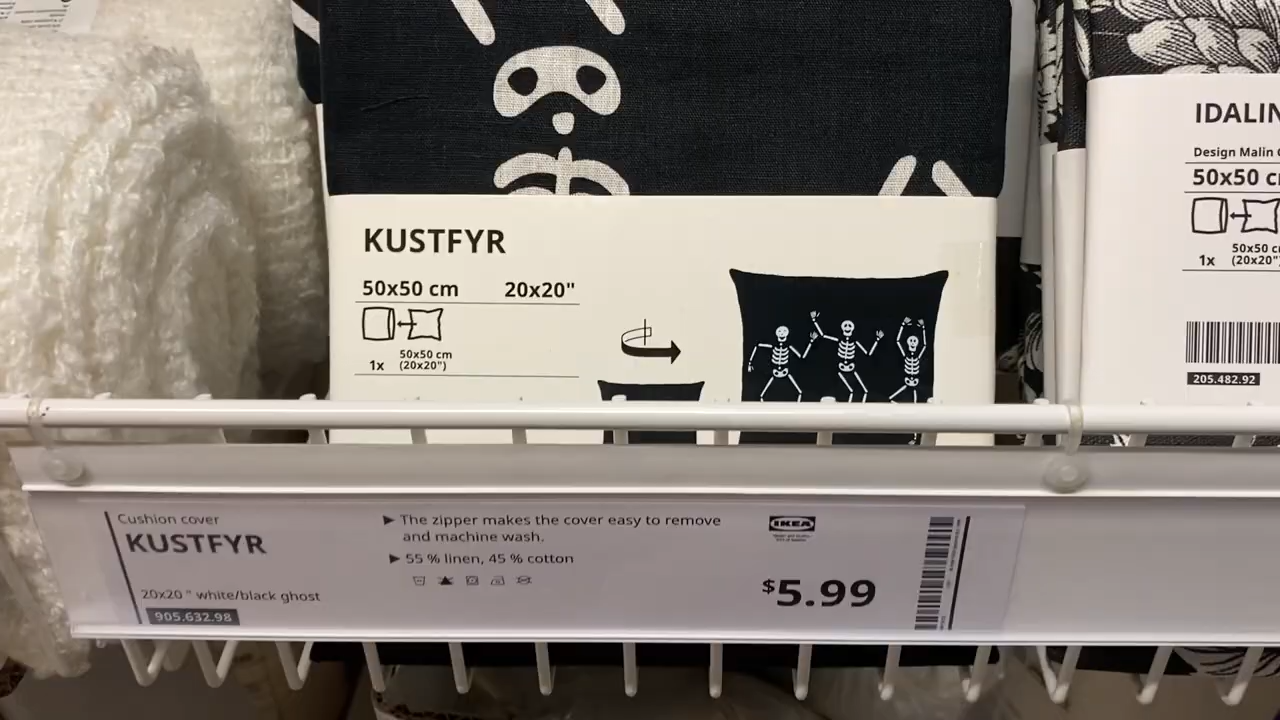 KUSTFYR
50x50 cm 20x20"
1x 50x50 cm
(20x20")
IDALIN
Design Malin
50x50
1x 50x50
(20x20"
205.482.92
Cushion cover
KUSTFYR
20x20 " white/black ghost
905.632.98
▶ The zipper makes the cover easy to remove
and machine wash.
▶ 55 % linen, 45 % cotton
IKEA
$5.99